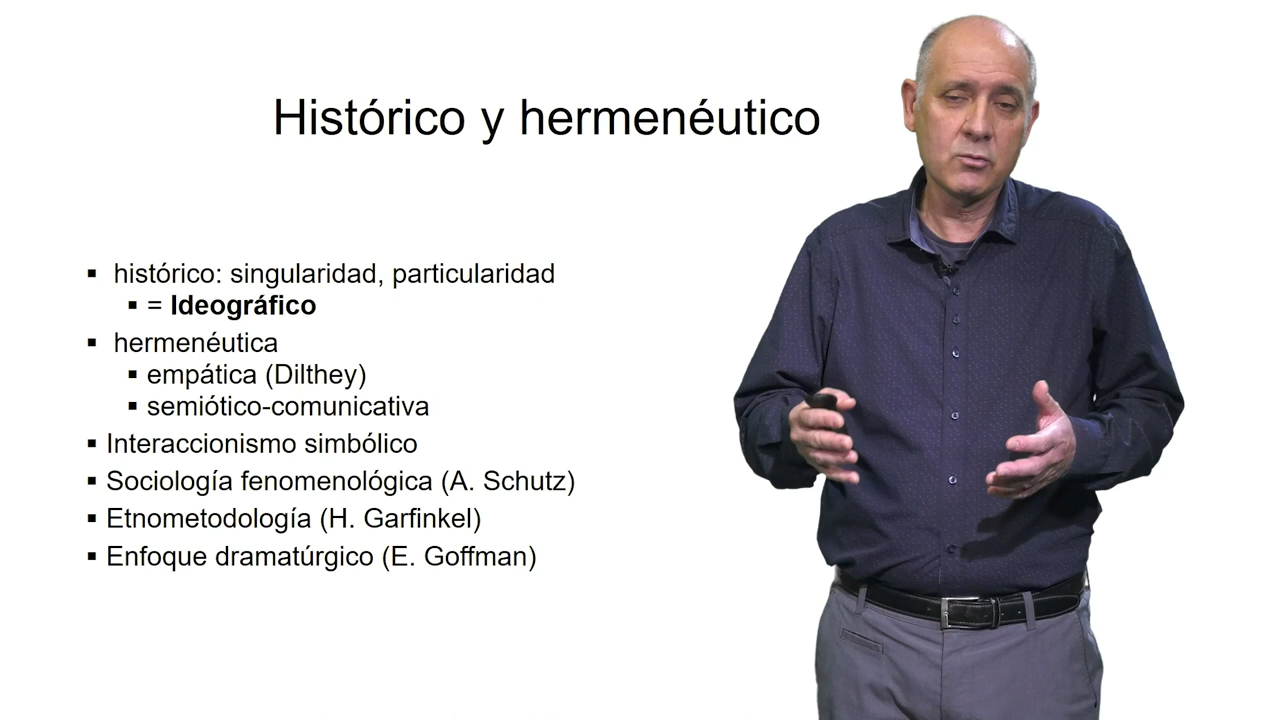 Histórico y hermenéutico
▪ histórico: singularidad, particularidad
▪ = Ideográfico
▪ hermenéutica
▪ empática (Dilthey)
▪ semiótico-comunicativa
▪ Interaccionismo simbólico
▪ Sociología fenomenológica (A. Schutz)
▪ Etnometodología (H. Garfinkel)
▪ Enfoque dramatúrgico (E. Goffman)